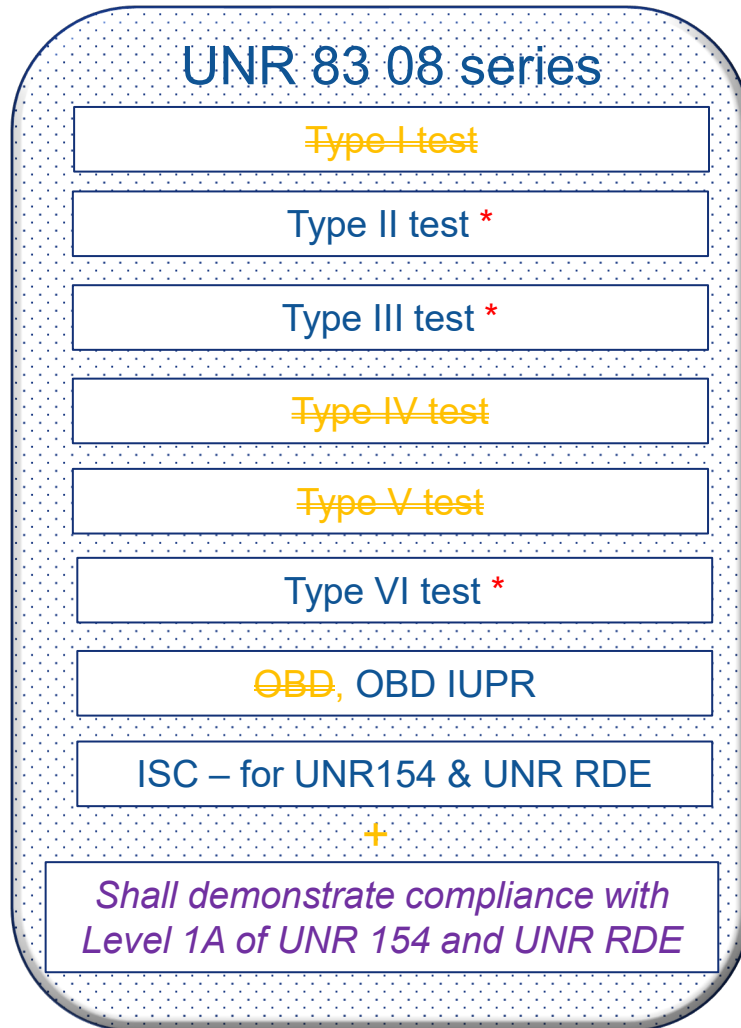 UNR 83 08 series
Type I test
Type II test *
Type III test *
Type IV test
Type V test
Type VI test *
OBD, OBD IUPR
ISC – for UNR154 & UNR RDE
+
Shall demonstrate compliance with
Level 1A of UNR 154 and UNR RDE